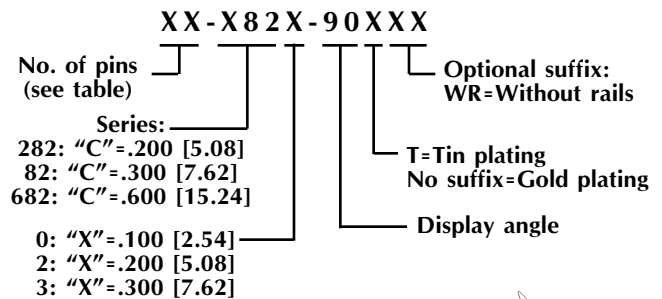 XX-X82X-90XXX
No. of pins
(see table)
Optional suffix:
WR=Without rails
Series:
282: “C”=.200 [5.08]
82: “C”=.300 [7.62]
682: “C”=.600 [15.24]
T=Tin plating
No suffix=Gold plating
Display angle
0: “X”=.100 [2.54]
2: “X”=.200 [5.08]
3: “X”=.300 [7.62]